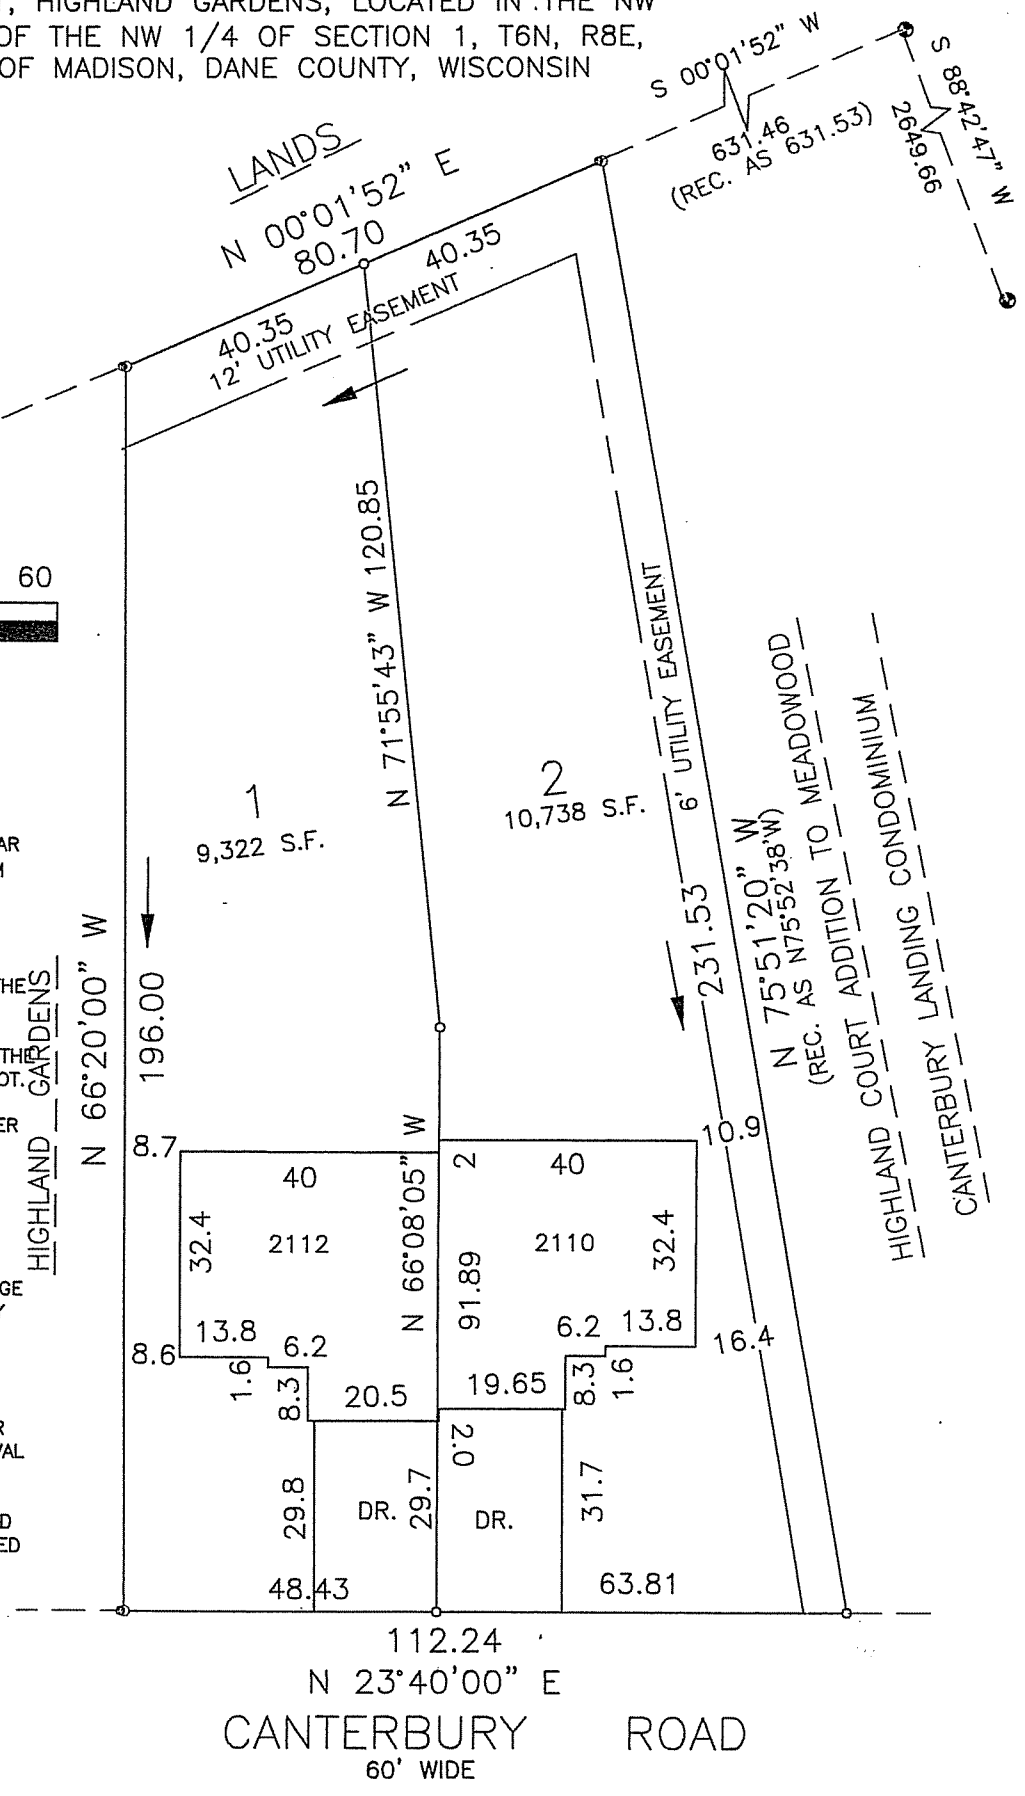 , HIGHLAND GARDENS, LOCATED IN THE NW
OF THE NW 1/4 OF SECTION 1, T6N, R8E,
OF MADISON, DANE COUNTY, WISCONSIN
S 00°01'52" W
631.46
(REC. AS 631.53)
S 88°42'47" W
2649.66
LANDS
N 00°01'52" E
80.70
40.35
40.35
12' UTILITY EASEMENT
60
N 71°55'43" W 120.85
6' UTILITY EASEMENT
1
9,322 S.F.
2
10,738 S.F.
AR
THE
THE
OT.
ER
HIGHLAND GARDENS
N 66°20'00" W
196.00
231.53
N 75°51'20" W
(REC. AS N75°52'38"W)
HIGHLAND COURT ADDITION TO MEADOWOOD
CANTERBURY LANDING CONDOMINIUM
8.7
40
2
40
10.9
32.4
2112
N 66°08'05" W
91.89
2110
32.4
GE
13.8
6.2
6.2
13.8
16.4
8.6
1.6
8.3
20.5
19.65
8.3
1.6
R
VAL
2.0
29.8
DR.
29.7
DR.
31.7
D
ED
48.43
63.81
112.24
N 23°40'00" E
CANTERBURY ROAD
60' WIDE